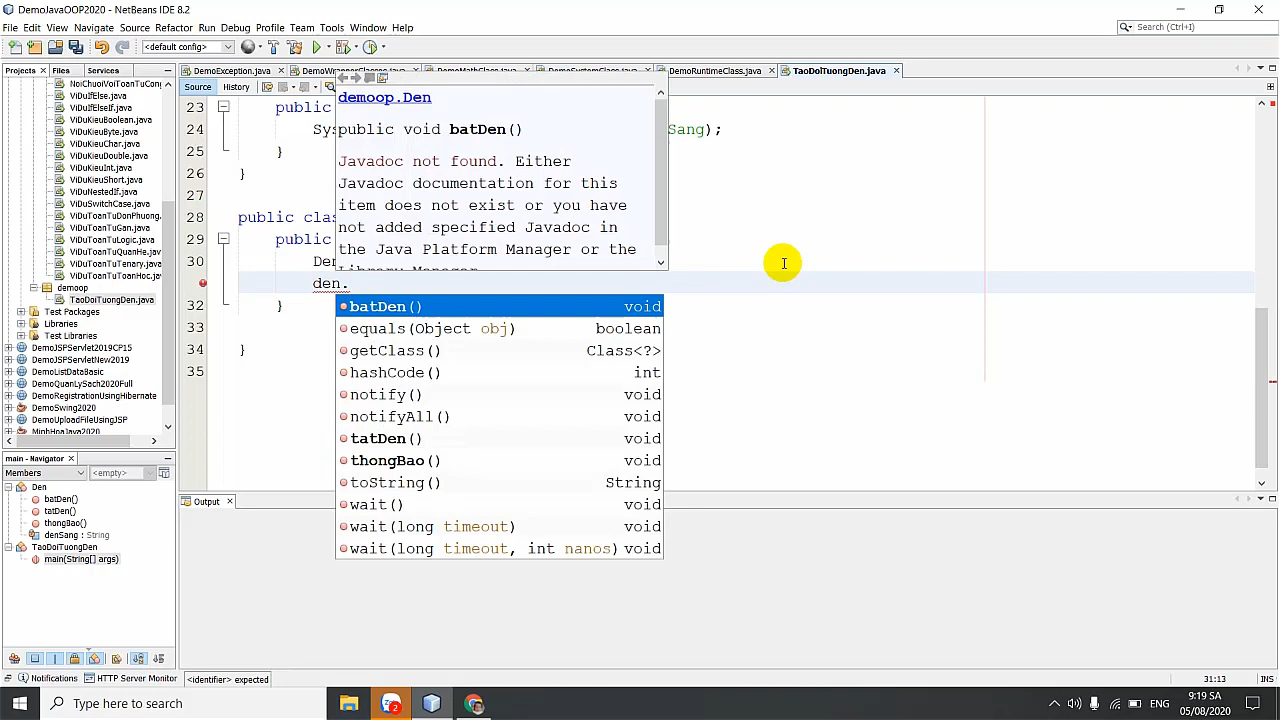 DemoJavaOOP2020 - NetBeans IDE 8.2
File Edit View Navigate Source Refactor Run Debug Profile Team Tools Window Help
Search (Ctrl+I)
<default config>
Projects Files Services
DemoException.java
DemoRuntimeClass.java
TaoDoiTuongDen.java
Source History
ViDuIfElse.java
ViDuIfElseIf.java
ViDuKieuBoolean.java
ViDuKieuByte.java
ViDuKieuChar.java
ViDuKieuDouble.java
ViDuKieuInt.java
ViDuKieuShort.java
ViDuNestedIf.java
ViDuSwitchCase.java
ViDuToanTuDonPhuong.
ViDuToanTuGan.java
ViDuToanTuLogic.java
ViDuToanTuQuanHe.java
ViDuToanTuTenary.java
ViDuToanTuToanHoc.java
demoop
TaoDoiTuongDen.java
Test Packages
Libraries
Test Libraries
DemoJSPServlet2019CP15
DemoJSPServletNew2019
DemoListDataBasic
DemoQuanLySach2020Full
DemoRegistrationUsingHibernate
DemoSwing2020
DemoUploadFileUsingJSP
MinhHoaJava2020
23 public
24 Sys
Sang);
25 }
26 }
27
28 public clas
29 public
30 Den
31 den.
32 }
33
34 }
35
demoop.Den
public void batDen()
Javadoc not found. Either
Javadoc documentation for this
item does not exist or you have
not added specified Javadoc in
the Java Platform Manager or the
Library Manager
batDen() void
equals(Object obj) boolean
getClass() Class<?>
hashCode() int
notify() void
notifyAll() void
tatDen() void
thongBao() void
toString() String
wait() void
wait(long timeout) void
wait(long timeout, int nanos) void
main - Navigator
Members <empty>
Den
batDen()
tatDen()
thongBao()
denSang : String
TaoDoiTuongDen
main(String[] args)
Output
Notifications HTTP Server Monitor <identifier> expected
31:13 INS
Type here to search
2
9:19 SA
05/08/2020